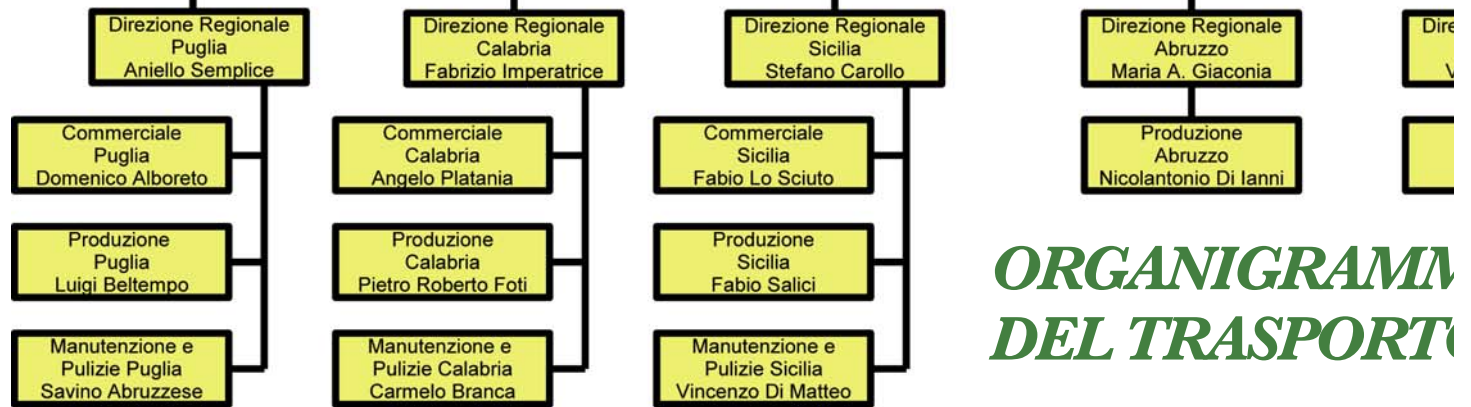 Direzione Regionale
Puglia
Aniello Semplice
Commerciale
Puglia
Domenico Alboreto
Produzione
Puglia
Luigi Beltempo
Manutenzione e
Pulizie Puglia
Savino Abruzzese
Direzione Regionale
Calabria
Fabrizio Imperatrice
Commerciale
Calabria
Angelo Platania
Produzione
Calabria
Pietro Roberto Foti
Manutenzione e
Pulizie Calabria
Carmelo Branca
Direzione Regionale
Sicilia
Stefano Carollo
Commerciale
Sicilia
Fabio Lo Sciuto
Produzione
Sicilia
Fabio Salici
Manutenzione e
Pulizie Sicilia
Vincenzo Di Matteo
Direzione Regionale
Abruzzo
Maria A. Giaconia
Produzione
Abruzzo
Nicolantonio Di Ianni
Dire
V
DEL